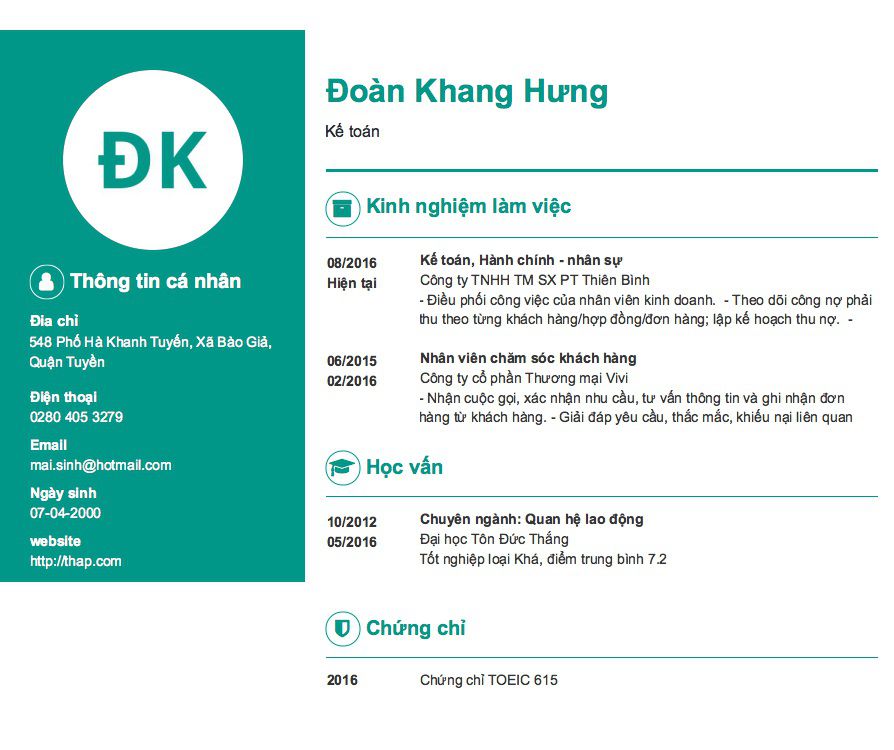 ĐK
Thông tin cá nhân
Đia chỉ
548 Phố Hà Khanh Tuyến, Xã Bào Giả,
Quận Tuyền
Điện thoại
0280 405 3279
Email
mai.sinh@hotmail.com
Ngày sinh
07-04-2000
website
http://thap.com
Đoàn Khang Hưng
Kế toán
Kinh nghiệm làm việc
08/2016
Hiện tại
Kế toán, Hành chính - nhân sự
Công ty TNHH TM SX PT Thiên Bình
- Điều phối công việc của nhân viên kinh doanh. - Theo dõi công nợ phải
thu theo từng khách hàng/hợp đồng/đơn hàng; lập kế hoạch thu nợ. -
06/2015
02/2016
Nhân viên chăm sóc khách hàng
Công ty cổ phần Thương mại Vivi
- Nhận cuộc gọi, xác nhận nhu cầu, tư vấn thông tin và ghi nhận đơn
hàng từ khách hàng. - Giải đáp yêu cầu, thắc mắc, khiếu nại liên quan
Học vấn
10/2012
05/2016
Chuyên ngành: Quan hệ lao động
Đại học Tôn Đức Thắng
Tốt nghiệp loại Khá, điểm trung bình 7.2
Chứng chỉ
2016
Chứng chỉ TOEIC 615